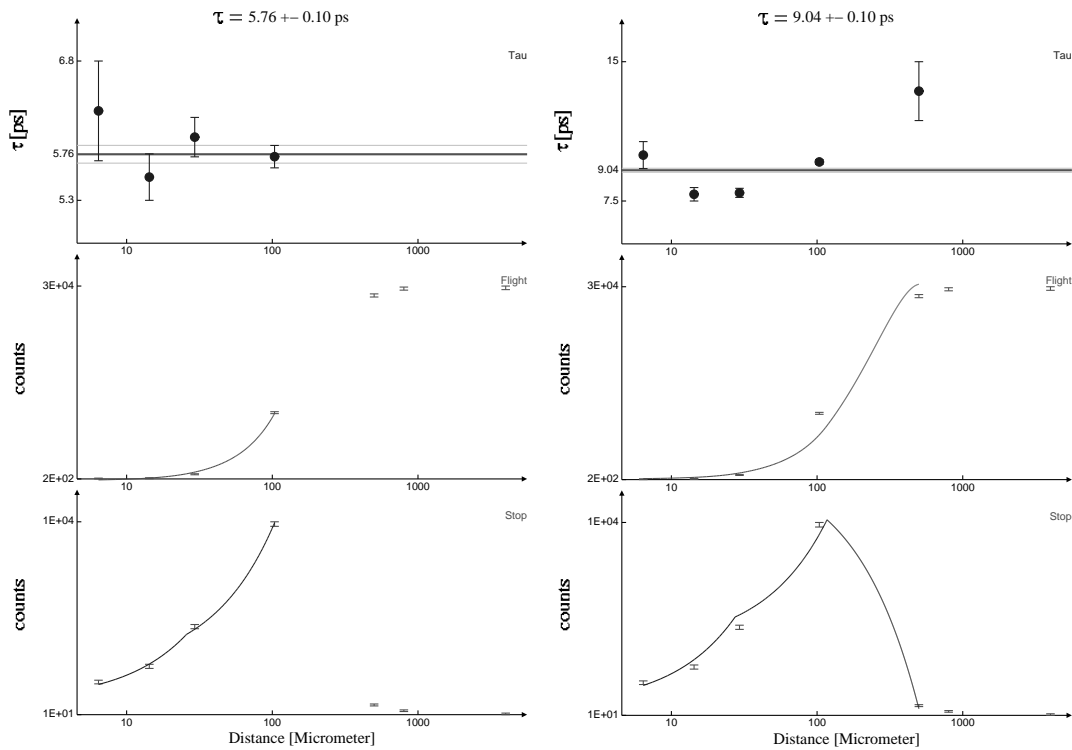 τ = 5.76 +− 0.10 ps
Tau
6.8
5.76
5.3
τ [ps]
10
100
1000
Flight
3E+04
2E+02
counts
10
100
1000
Stop
1E+04
1E+01
counts
10
100
1000
Distance [Micrometer]
τ = 9.04 +− 0.10 ps
Tau
15
9.04
7.5
τ [ps]
10
100
1000
Flight
3E+04
2E+02
counts
10
100
1000
Stop
1E+04
1E+01
counts
10
100
1000
Distance [Micrometer]